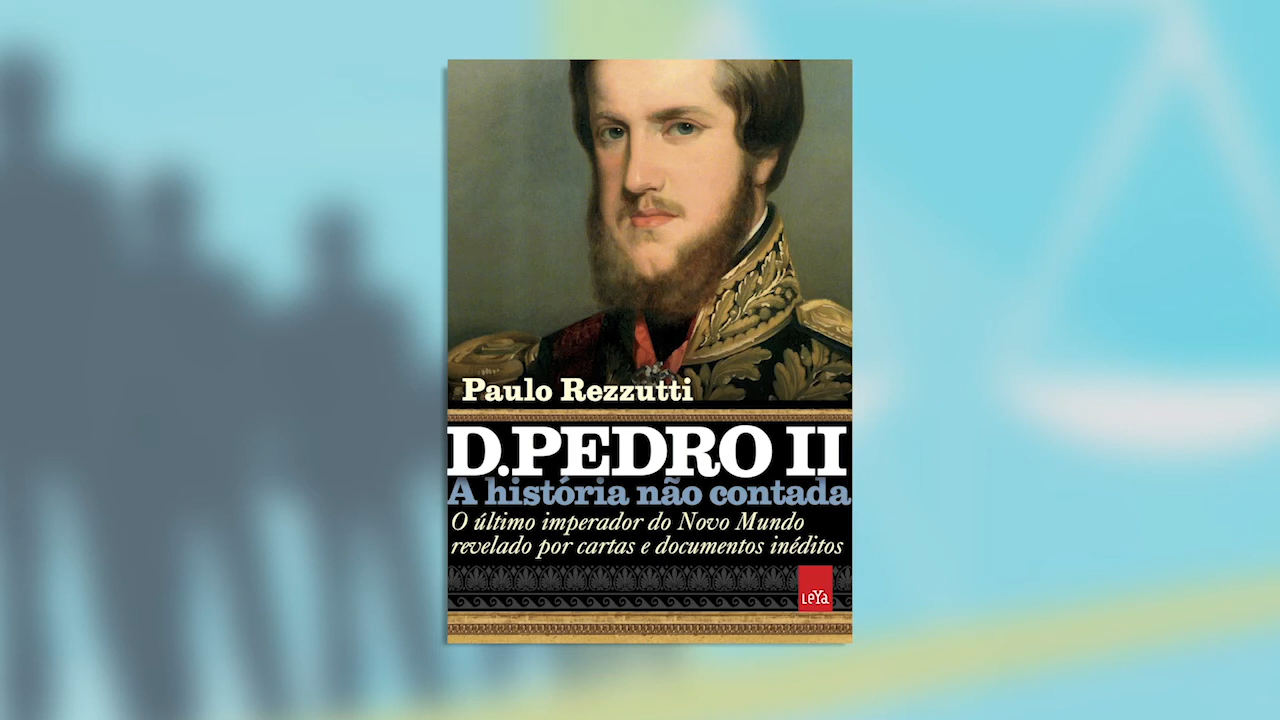 Paulo Rezzutti
D.PEDRO II
A história não contada
O último imperador do Novo Mundo
revelado por cartas e documentos inéditos
LeYa